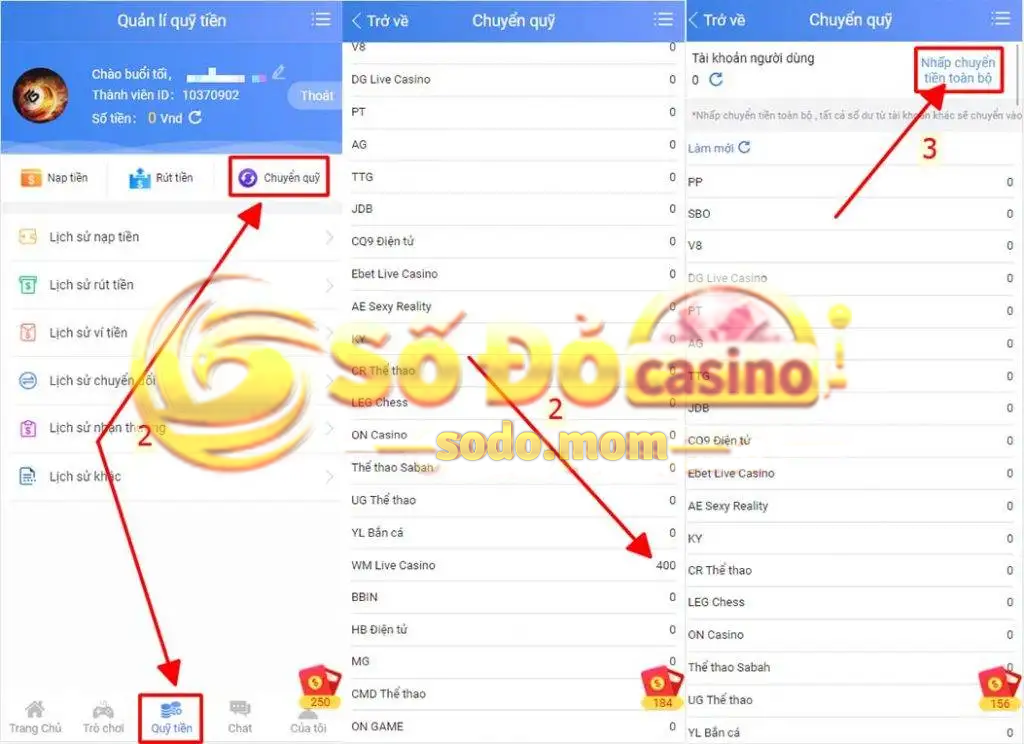 Quản lí quỹ tiền
Chào buổi tối,
Thành viên ID: 10370902
Số tiền: 0 Vnd
Thoát
Nạp tiền
Rút tiền
Chuyển quỹ
Lịch sử nạp tiền
Lịch sử rút tiền
Lịch sử ví tiền
Lịch sử chuyển đổi
Lịch sử nhận thưởng
Lịch sử khác
2
250
Trang Chủ
Trò chơi
Quỹ tiền
Chat
Của tôi
Trở về
Chuyển quỹ
V8 0
DG Live Casino 0
PT 0
AG 0
TTG 0
JDB 0
CQ9 Điện tử 0
Ebet Live Casino 0
AE Sexy Reality 0
KY 0
CR Thể thao 0
LEG Chess 0
ON Casino 0
Thể thao Saban 0
UG Thể thao 0
YL Bắn cá 0
WM Live Casino 400
BBIN 0
HB Điện tử 0
MG 0
CMD Thể thao 0
ON GAME 0
2
184
SỐ ĐỎ casino
sodo.mom
Trở về
Chuyển quỹ
Tài khoản người dùng
0
Nhấp chuyển
tiền toàn bộ
*Nhấp chuyển tiền toàn bộ , tất cả số dư từ tài khoản khác sẽ chuyển vào
3
Làm mới
PP 0
SBO 0
V8 0
DG Live Casino 0
PT 0
AG 0
TTG 0
JDB 0
CQ9 Điện tử 0
Ebet Live Casino 0
AE Sexy Reality 0
KY 0
CR Thể thao 0
LEG Chess 0
ON Casino 0
Thể thao Sabah 0
UG Thể thao 0
YL Bắn cá 0
156